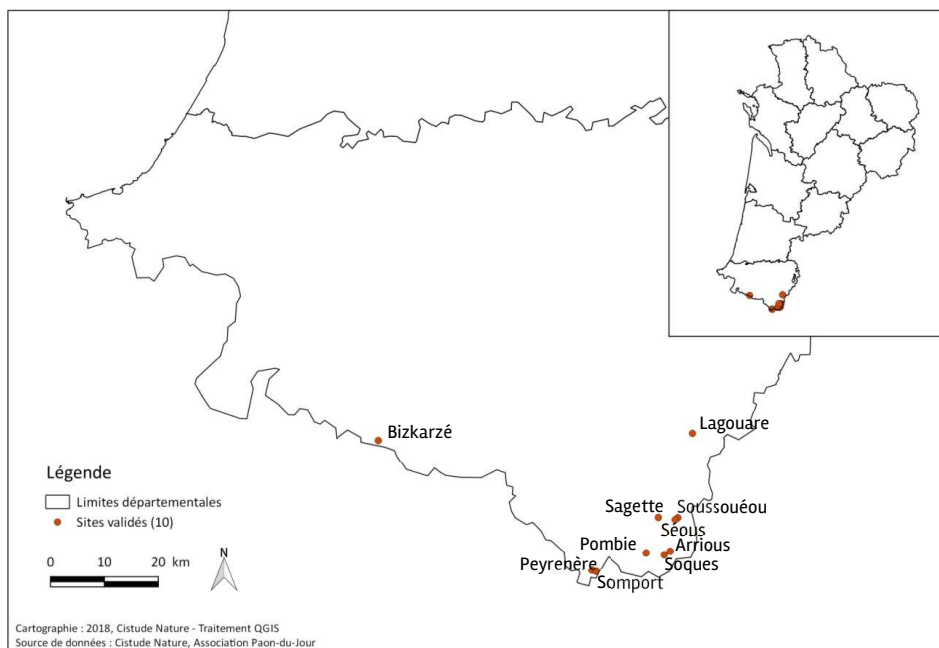 Bizkarzé
Lagouare
Sagette
Soussouéou
Séous
Pombie
Arrious
Soques
Peyrenère
Somport
Légende
Limites départementales
Sites validés (10)
0 10 20 km
N
Cartographie : 2018, Cistude Nature - Traitement QGIS
Source de données : Cistude Nature, Association Paon-du-Jour